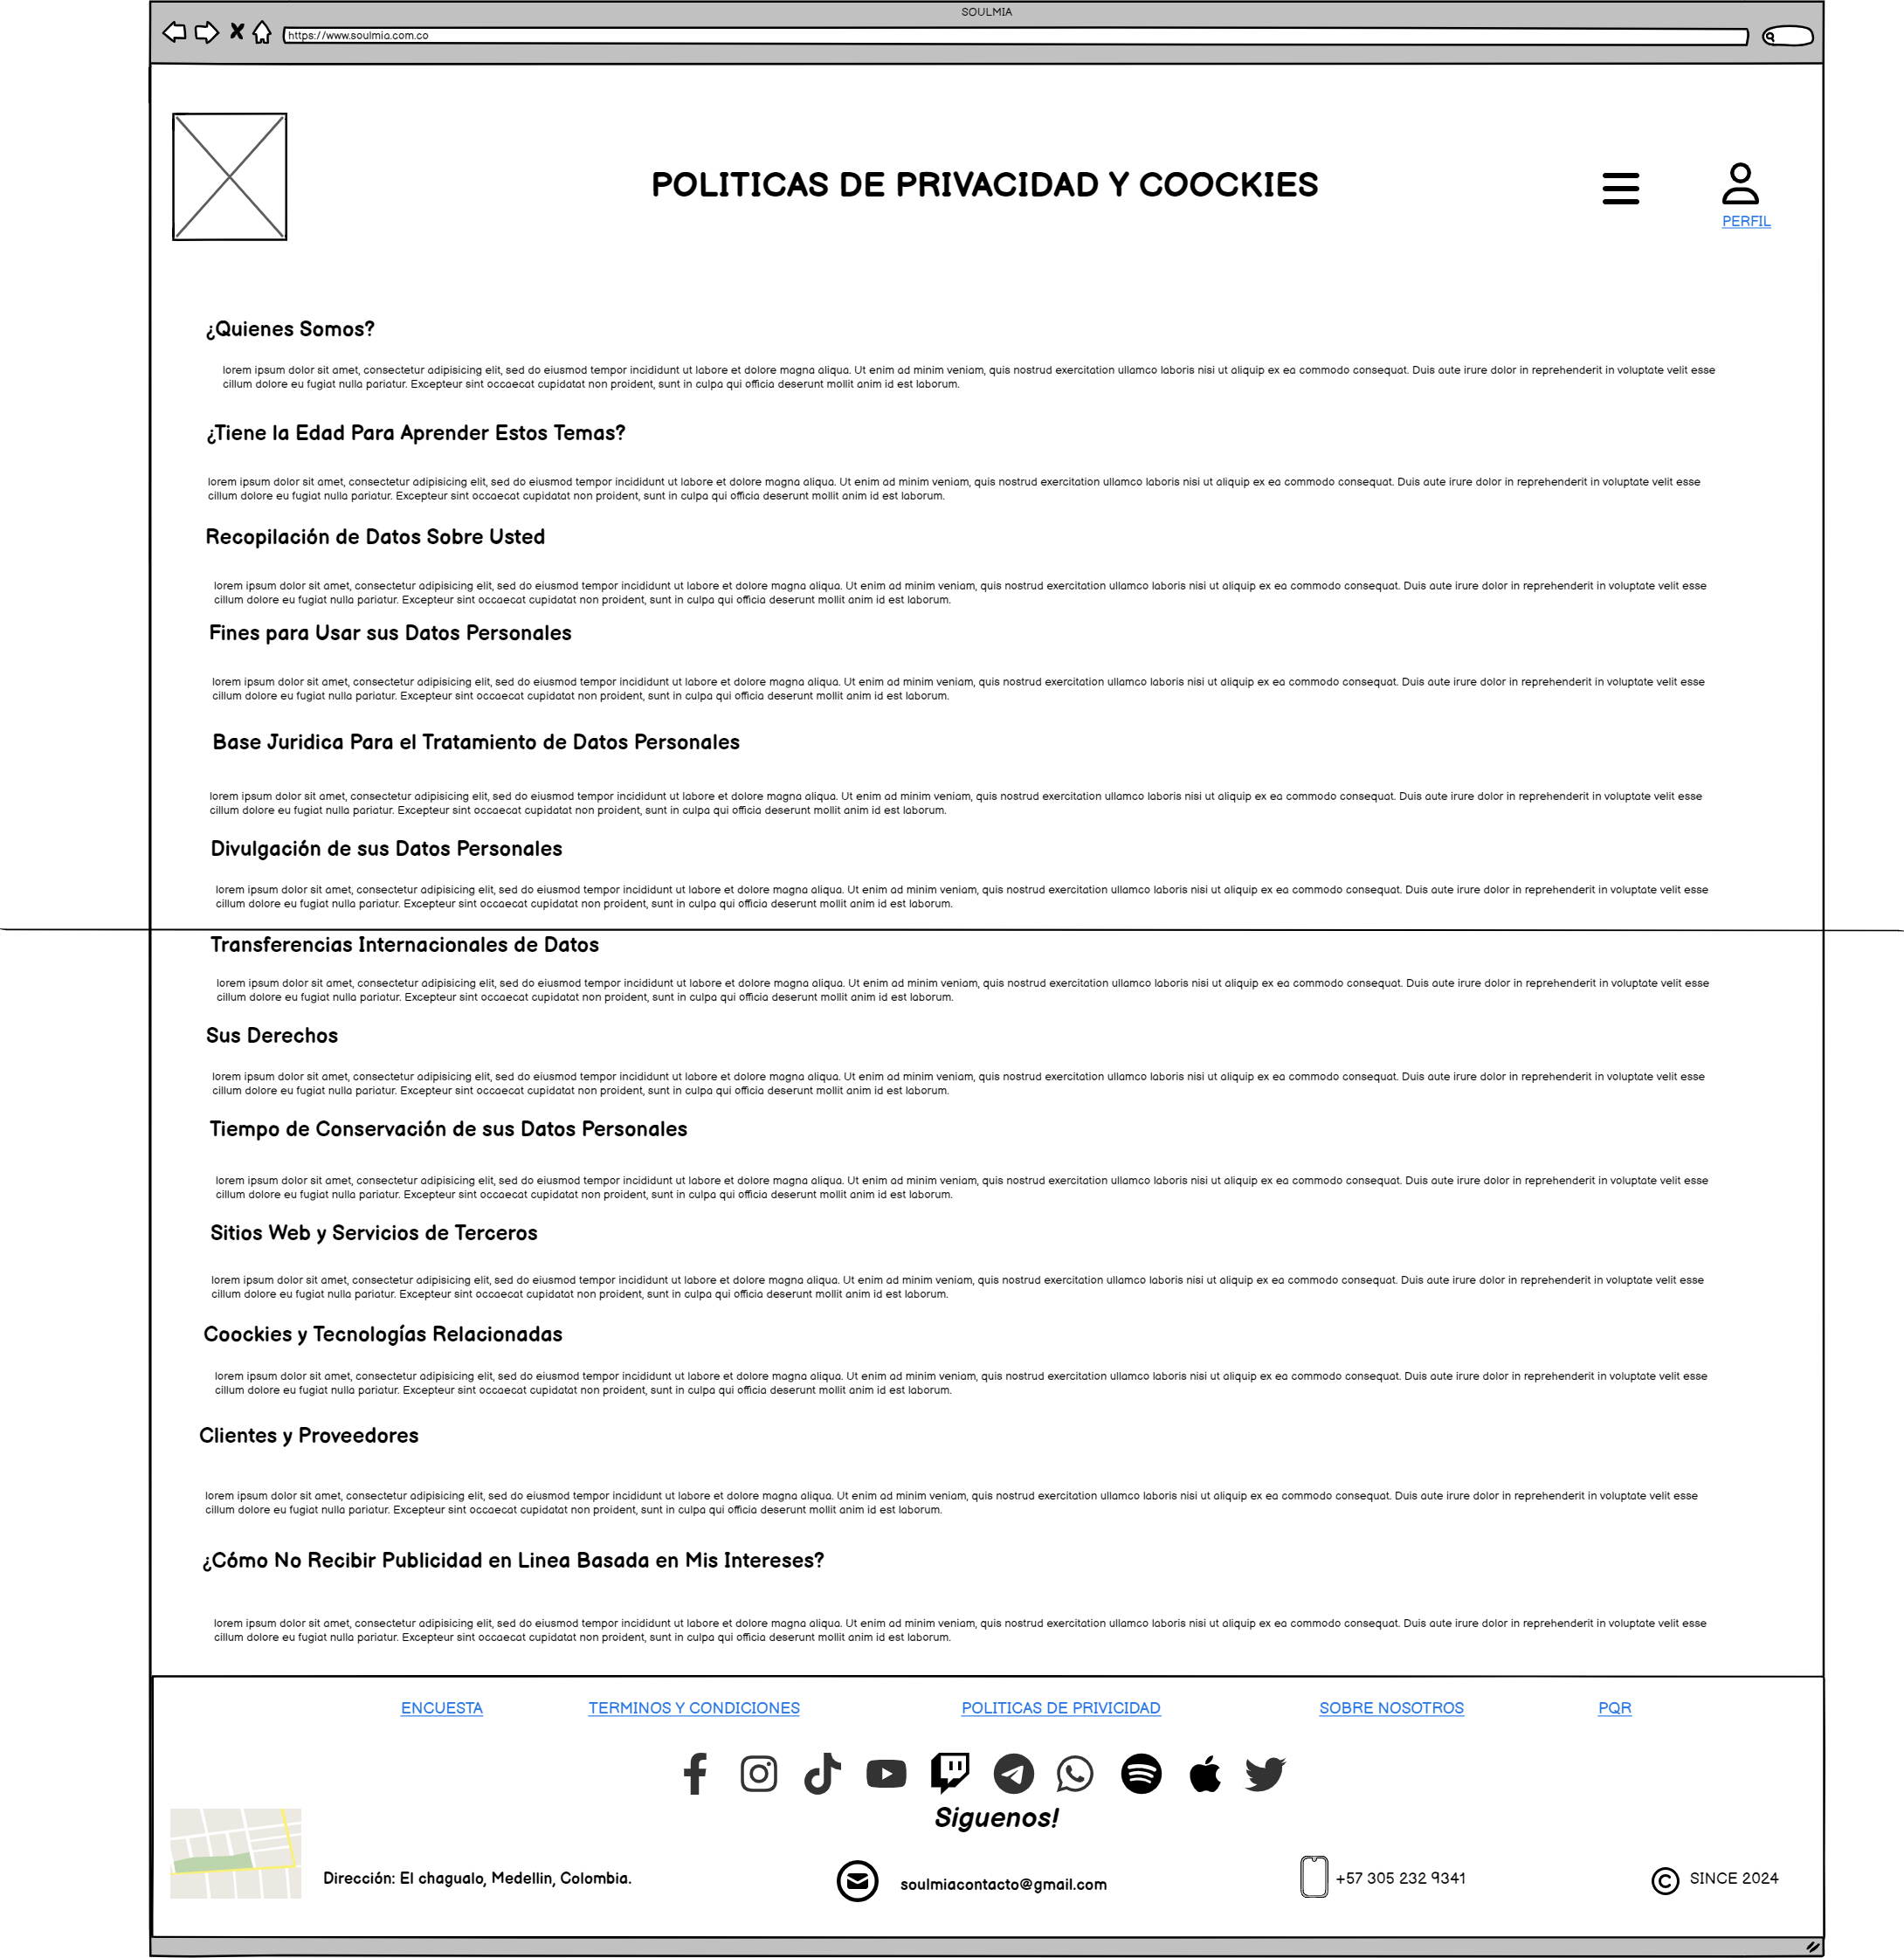 SOULMIA
https://www.soulmia.com.co
POLITICAS DE PRIVACIDAD Y COOCKIES
PERFIL
¿Quienes Somos?
lorem ipsum dolor sit amet, consectetur adipisicing elit, sed do eiusmod tempor incididunt ut labore et dolore magna aliqua. Ut enim ad minim veniam, quis nostrud exercitation ullamco laboris nisi ut aliquip ex ea commodo consequat. Duis aute irure dolor in reprehenderit in voluptate velit esse
cillum dolore eu fugiat nulla pariatur. Excepteur sint occaecat cupidatat non proident, sunt in culpa qui officia deserunt mollit anim id est laborum.
¿Tiene la Edad Para Aprender Estos Temas?
lorem ipsum dolor sit amet, consectetur adipisicing elit, sed do eiusmod tempor incididunt ut labore et dolore magna aliqua. Ut enim ad minim veniam, quis nostrud exercitation ullamco laboris nisi ut aliquip ex ea commodo consequat. Duis aute irure dolor in reprehenderit in voluptate velit esse
cillum dolore eu fugiat nulla pariatur. Excepteur sint occaecat cupidatat non proident, sunt in culpa qui officia deserunt mollit anim id est laborum.
Recopilación de Datos Sobre Usted
lorem ipsum dolor sit amet, consectetur adipisicing elit, sed do eiusmod tempor incididunt ut labore et dolore magna aliqua. Ut enim ad minim veniam, quis nostrud exercitation ullamco laboris nisi ut aliquip ex ea commodo consequat. Duis aute irure dolor in reprehenderit in voluptate velit esse
cillum dolore eu fugiat nulla pariatur. Excepteur sint occaecat cupidatat non proident, sunt in culpa qui officia deserunt mollit anim id est laborum.
Fines para Usar sus Datos Personales
lorem ipsum dolor sit amet, consectetur adipisicing elit, sed do eiusmod tempor incididunt ut labore et dolore magna aliqua. Ut enim ad minim veniam, quis nostrud exercitation ullamco laboris nisi ut aliquip ex ea commodo consequat. Duis aute irure dolor in reprehenderit in voluptate velit esse
cillum dolore eu fugiat nulla pariatur. Excepteur sint occaecat cupidatat non proident, sunt in culpa qui officia deserunt mollit anim id est laborum.
Base Juridica Para el Tratamiento de Datos Personales
lorem ipsum dolor sit amet, consectetur adipisicing elit, sed do eiusmod tempor incididunt ut labore et dolore magna aliqua. Ut enim ad minim veniam, quis nostrud exercitation ullamco laboris nisi ut aliquip ex ea commodo consequat. Duis aute irure dolor in reprehenderit in voluptate velit esse
cillum dolore eu fugiat nulla pariatur. Excepteur sint occaecat cupidatat non proident, sunt in culpa qui officia deserunt mollit anim id est laborum.
Divulgación de sus Datos Personales
lorem ipsum dolor sit amet, consectetur adipisicing elit, sed do eiusmod tempor incididunt ut labore et dolore magna aliqua. Ut enim ad minim veniam, quis nostrud exercitation ullamco laboris nisi ut aliquip ex ea commodo consequat. Duis aute irure dolor in reprehenderit in voluptate velit esse
cillum dolore eu fugiat nulla pariatur. Excepteur sint occaecat cupidatat non proident, sunt in culpa qui officia deserunt mollit anim id est laborum.
Transferencias Internacionales de Datos
lorem ipsum dolor sit amet, consectetur adipisicing elit, sed do eiusmod tempor incididunt ut labore et dolore magna aliqua. Ut enim ad minim veniam, quis nostrud exercitation ullamco laboris nisi ut aliquip ex ea commodo consequat. Duis aute irure dolor in reprehenderit in voluptate velit esse
cillum dolore eu fugiat nulla pariatur. Excepteur sint occaecat cupidatat non proident, sunt in culpa qui officia deserunt mollit anim id est laborum.
Sus Derechos
lorem ipsum dolor sit amet, consectetur adipisicing elit, sed do eiusmod tempor incididunt ut labore et dolore magna aliqua. Ut enim ad minim veniam, quis nostrud exercitation ullamco laboris nisi ut aliquip ex ea commodo consequat. Duis aute irure dolor in reprehenderit in voluptate velit esse
cillum dolore eu fugiat nulla pariatur. Excepteur sint occaecat cupidatat non proident, sunt in culpa qui officia deserunt mollit anim id est laborum.
Tiempo de Conservación de sus Datos Personales
lorem ipsum dolor sit amet, consectetur adipisicing elit, sed do eiusmod tempor incididunt ut labore et dolore magna aliqua. Ut enim ad minim veniam, quis nostrud exercitation ullamco laboris nisi ut aliquip ex ea commodo consequat. Duis aute irure dolor in reprehenderit in voluptate velit esse
cillum dolore eu fugiat nulla pariatur. Excepteur sint occaecat cupidatat non proident, sunt in culpa qui officia deserunt mollit anim id est laborum.
Sitios Web y Servicios de Terceros
lorem ipsum dolor sit amet, consectetur adipisicing elit, sed do eiusmod tempor incididunt ut labore et dolore magna aliqua. Ut enim ad minim veniam, quis nostrud exercitation ullamco laboris nisi ut aliquip ex ea commodo consequat. Duis aute irure dolor in reprehenderit in voluptate velit esse
cillum dolore eu fugiat nulla pariatur. Excepteur sint occaecat cupidatat non proident, sunt in culpa qui officia deserunt mollit anim id est laborum.
Coockies y Tecnologías Relacionadas
lorem ipsum dolor sit amet, consectetur adipisicing elit, sed do eiusmod tempor incididunt ut labore et dolore magna aliqua. Ut enim ad minim veniam, quis nostrud exercitation ullamco laboris nisi ut aliquip ex ea commodo consequat. Duis aute irure dolor in reprehenderit in voluptate velit esse
cillum dolore eu fugiat nulla pariatur. Excepteur sint occaecat cupidatat non proident, sunt in culpa qui officia deserunt mollit anim id est laborum.
Clientes y Proveedores
lorem ipsum dolor sit amet, consectetur adipisicing elit, sed do eiusmod tempor incididunt ut labore et dolore magna aliqua. Ut enim ad minim veniam, quis nostrud exercitation ullamco laboris nisi ut aliquip ex ea commodo consequat. Duis aute irure dolor in reprehenderit in voluptate velit esse
cillum dolore eu fugiat nulla pariatur. Excepteur sint occaecat cupidatat non proident, sunt in culpa qui officia deserunt mollit anim id est laborum.
¿Cómo No Recibir Publicidad en Linea Basada en Mis Intereses?
lorem ipsum dolor sit amet, consectetur adipisicing elit, sed do eiusmod tempor incididunt ut labore et dolore magna aliqua. Ut enim ad minim veniam, quis nostrud exercitation ullamco laboris nisi ut aliquip ex ea commodo consequat. Duis aute irure dolor in reprehenderit in voluptate velit esse
cillum dolore eu fugiat nulla pariatur. Excepteur sint occaecat cupidatat non proident, sunt in culpa qui officia deserunt mollit anim id est laborum.
ENCUESTA TERMINOS Y CONDICIONES POLITICAS DE PRIVICIDAD SOBRE NOSOTROS PQR
Siguenos!
Dirección: El chagualo, Medellin, Colombia. soulmiacontacto@gmail.com +57 305 232 9341 © SINCE 2024